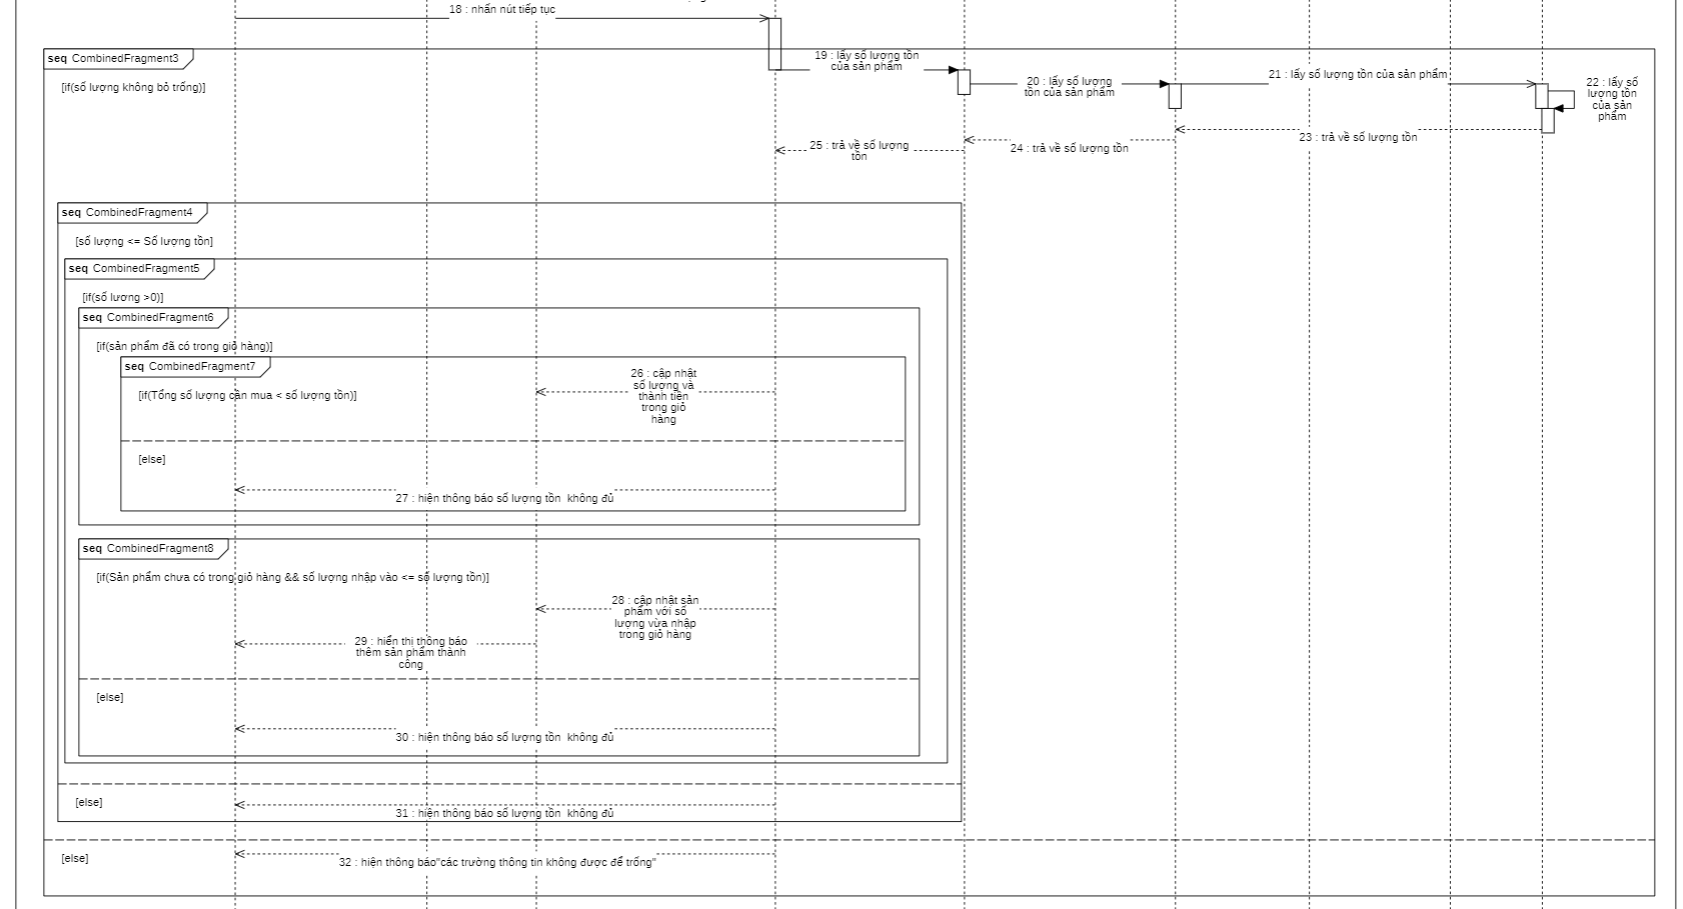 18 : nhấn nút tiếp tục
seq CombinedFragment3
[if(số lượng không bỏ trống)]
19 : lấy số lượng tồn
của sản phẩm
20 : lấy số lượng
tồn của sản phẩm
21 : lấy số lượng tồn của sản phẩm
22 : lấy số
lượng tồn
của sản
phẩm
23 : trả về số lượng tồn
24 : trả về số lượng tồn
25 : trả về số lượng
tồn
seq CombinedFragment4
[số lượng <= Số lượng tồn]
seq CombinedFragment5
[if(số lương >0)]
seq CombinedFragment6
[if(sản phẩm đã có trong giỏ hàng)]
seq CombinedFragment7
[if(Tổng số lượng cần mua < số lượng tồn)]
26 : cập nhật
số lượng và
thành tiền
trong giỏ
hàng
[else]
27 : hiện thông báo số lượng tồn  không đủ
seq CombinedFragment8
[if(Sản phẩm chưa có trong giỏ hàng && số lượng nhập vào <= số lượng tồn)]
28 : cập nhật sản
phẩm với số
lượng vừa nhập
trong giỏ hàng
29 : hiển thị thông báo
thêm sản phẩm thành
công
[else]
30 : hiện thông báo số lượng tồn  không đủ
[else]
31 : hiện thông báo số lượng tồn  không đủ
[else]
32 : hiện thông báo"các trường thông tin không được để trống"